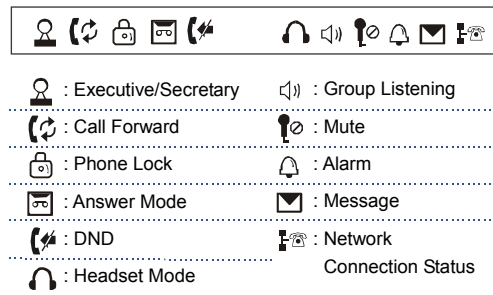 : Executive/Secretary
: Group Listening
: Call Forward
: Mute
: Phone Lock
: Alarm
: Answer Mode
: Message
: DND
: Network
Connection Status
: Headset Mode